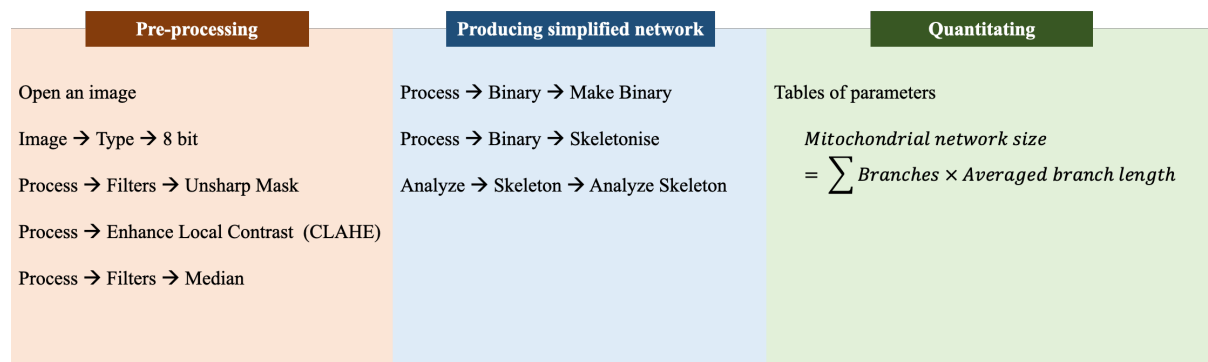 Pre-processing
Open an image
Image → Type → 8 bit
Process → Filters → Unsharp Mask
Process → Enhance Local Contrast (CLAHE)
Process → Filters → Median
Producing simplified network
Process → Binary → Make Binary
Process → Binary → Skeletonise
Analyze → Skeleton → Analyze Skeleton
Quantitating
Tables of parameters
Mitochondrial network size
= ∑ Branches × Averaged branch length